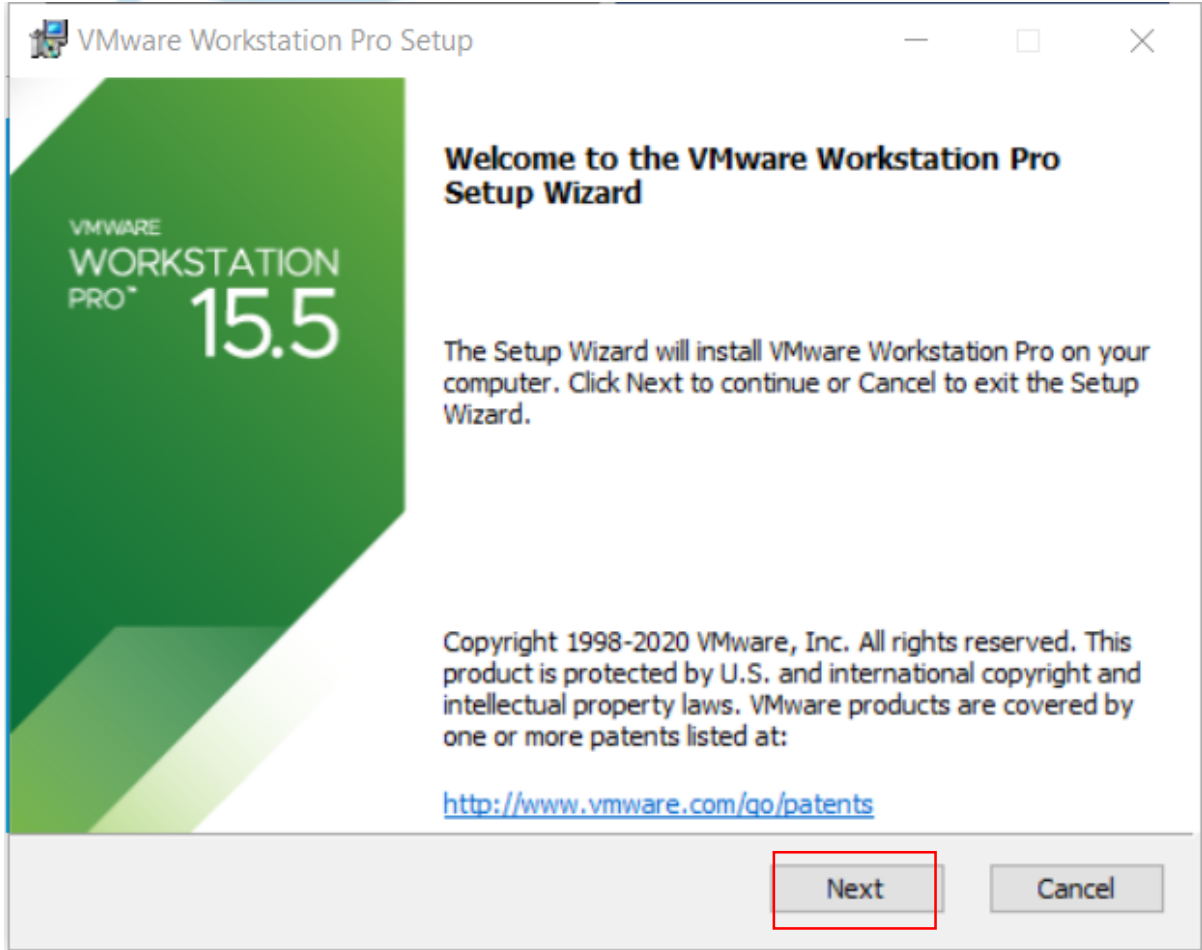 VMware Workstation Pro Setup
Welcome to the VMware Workstation Pro
Setup Wizard
VMWARE
WORKSTATION
PRO™ 15.5
The Setup Wizard will install VMware Workstation Pro on your
computer. Click Next to continue or Cancel to exit the Setup
Wizard.
Copyright 1998-2020 VMware, Inc. All rights reserved. This
product is protected by U.S. and international copyright and
intellectual property laws. VMware products are covered by
one or more patents listed at:
http://www.vmware.com/go/patents
Next Cancel